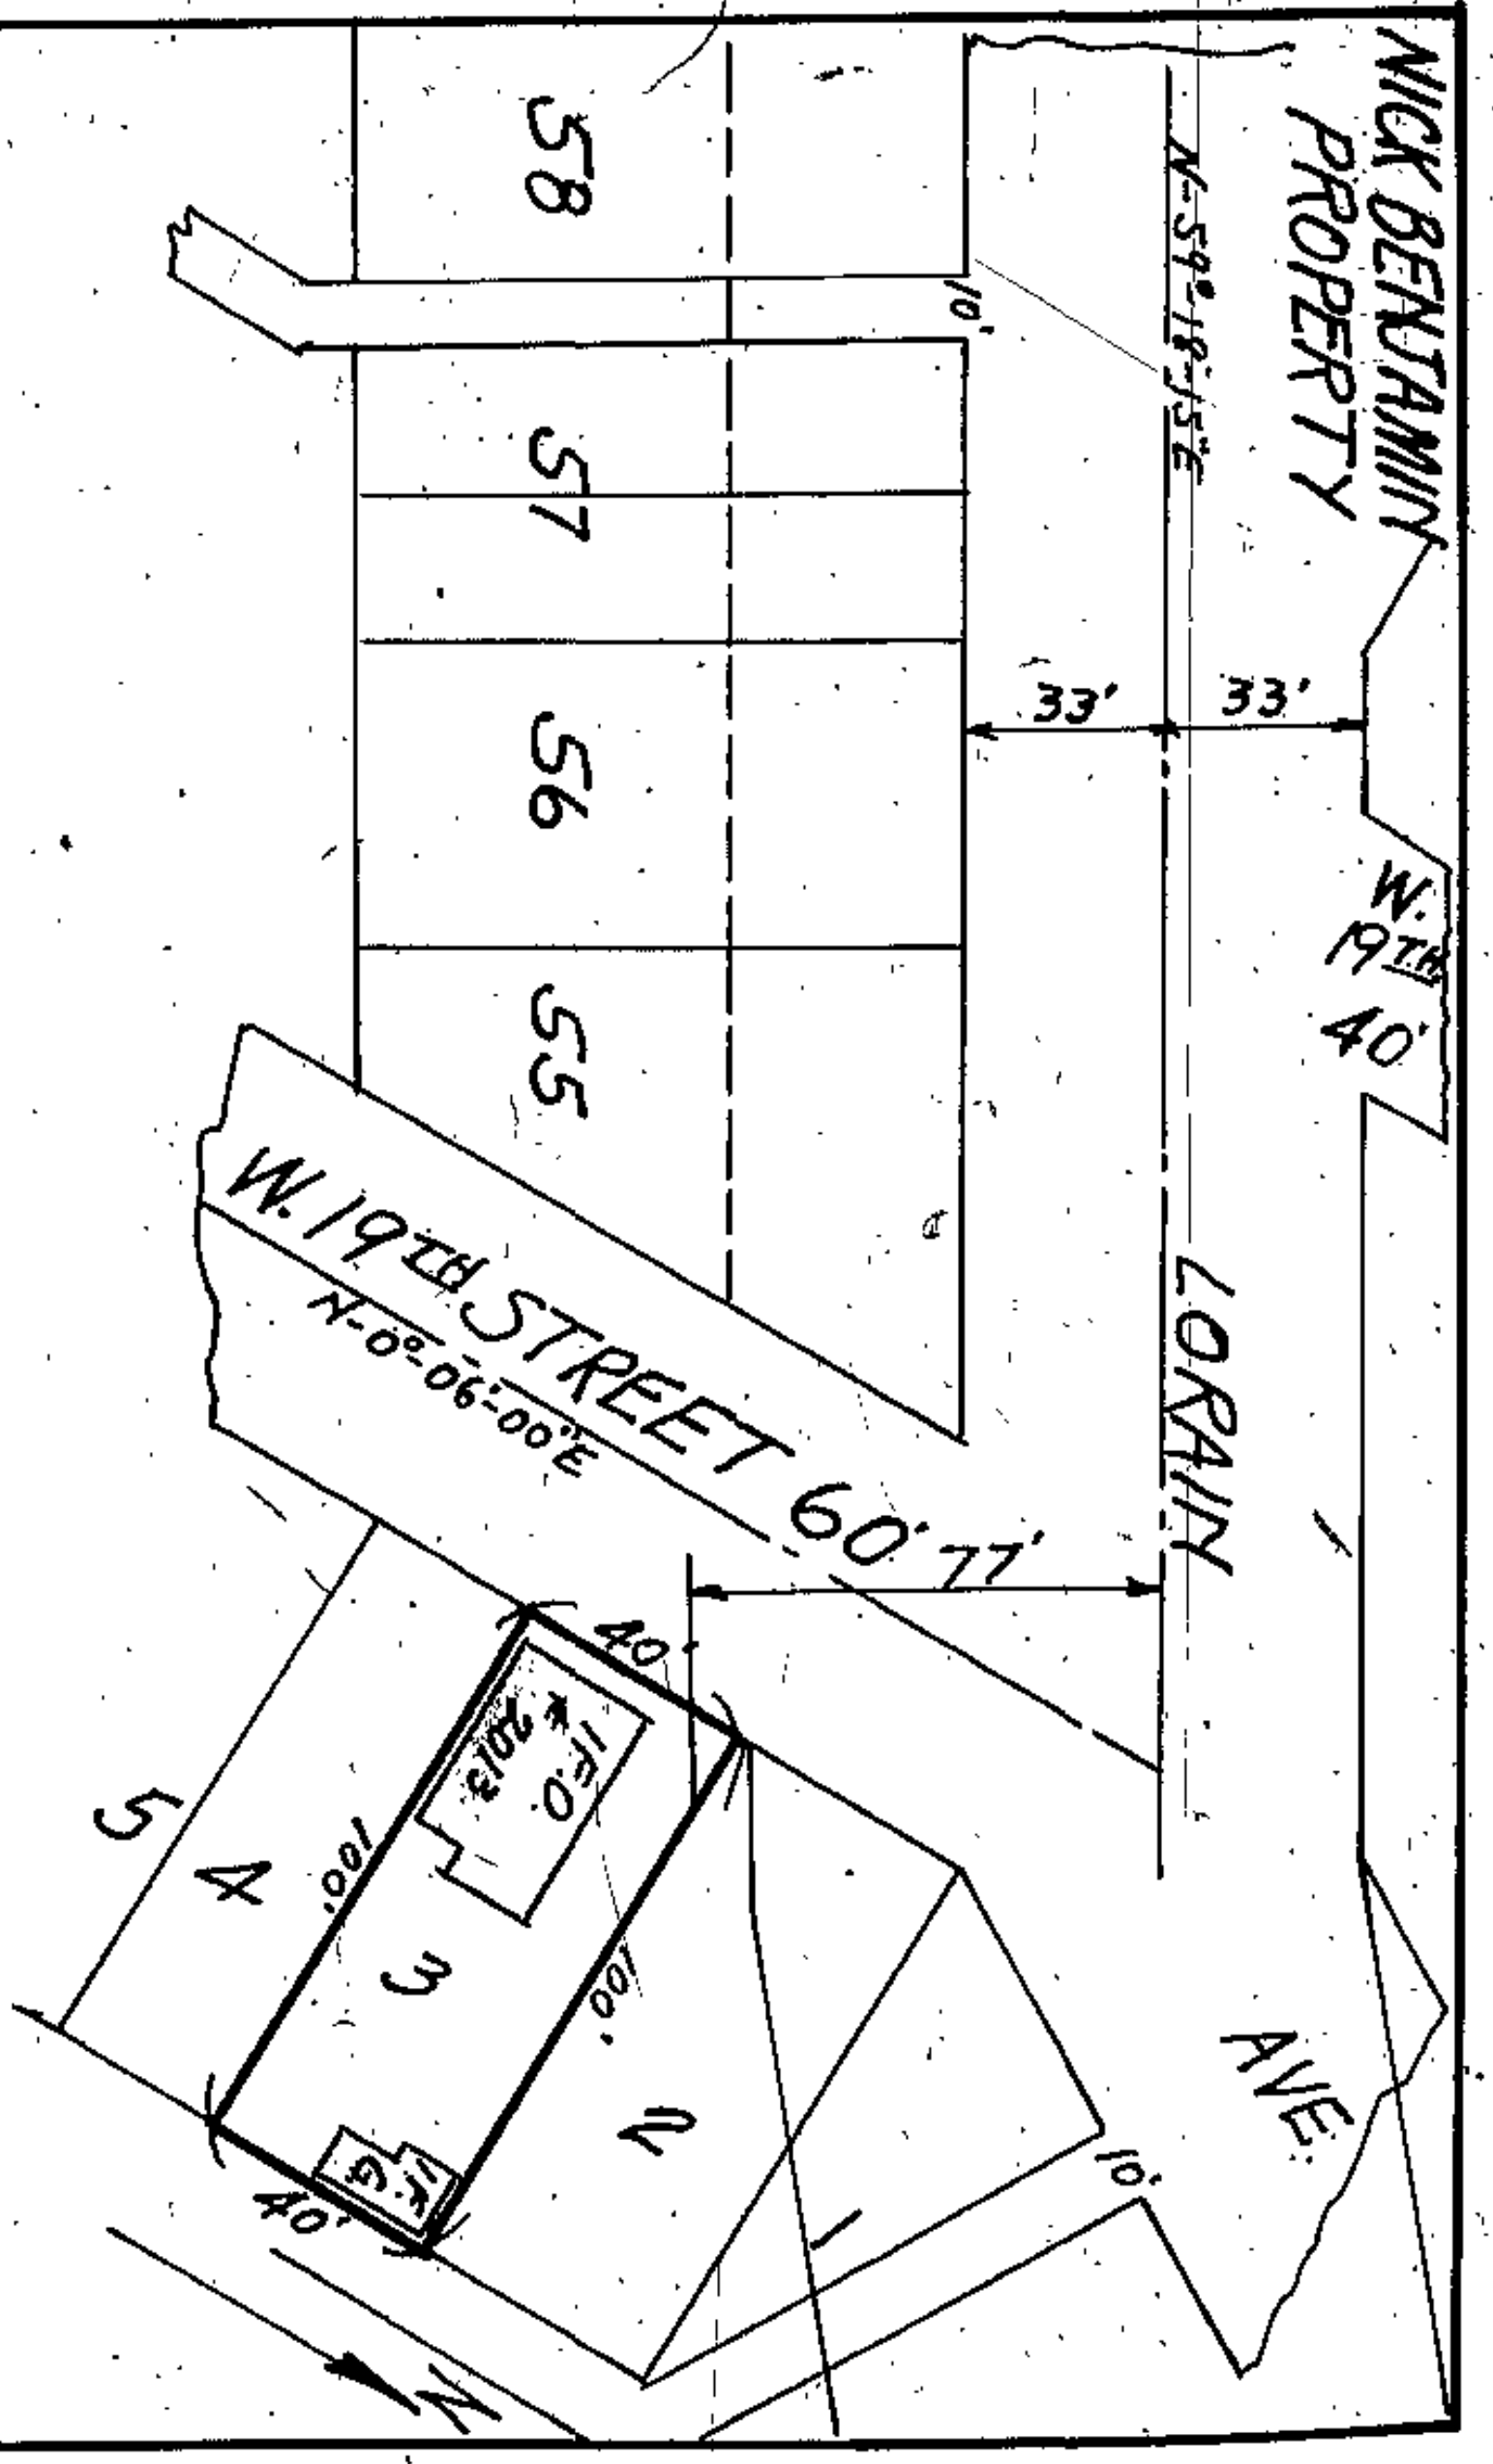 NICK BENJAMIN
PROPERTY
W.
19TH
40'
N-59°-18'-15"E
33'
33'
LORAIN
AVE.
10'
58
57
56
55
W. 19TH STREET 60'
N-0°-06'-00"E
77'
40'
1 F.O.
# 2013
100'
100'
40'
1 F.
G
5
4
3
2
1
10'
N